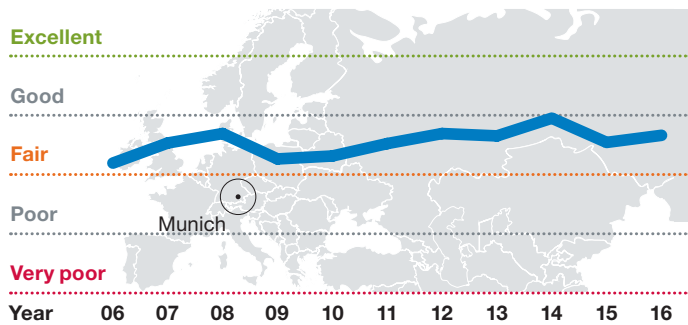 Excellent
Good
Fair
Poor
Munich
Very poor
Year 06 07 08 09 10 11 12 13 14 15 16